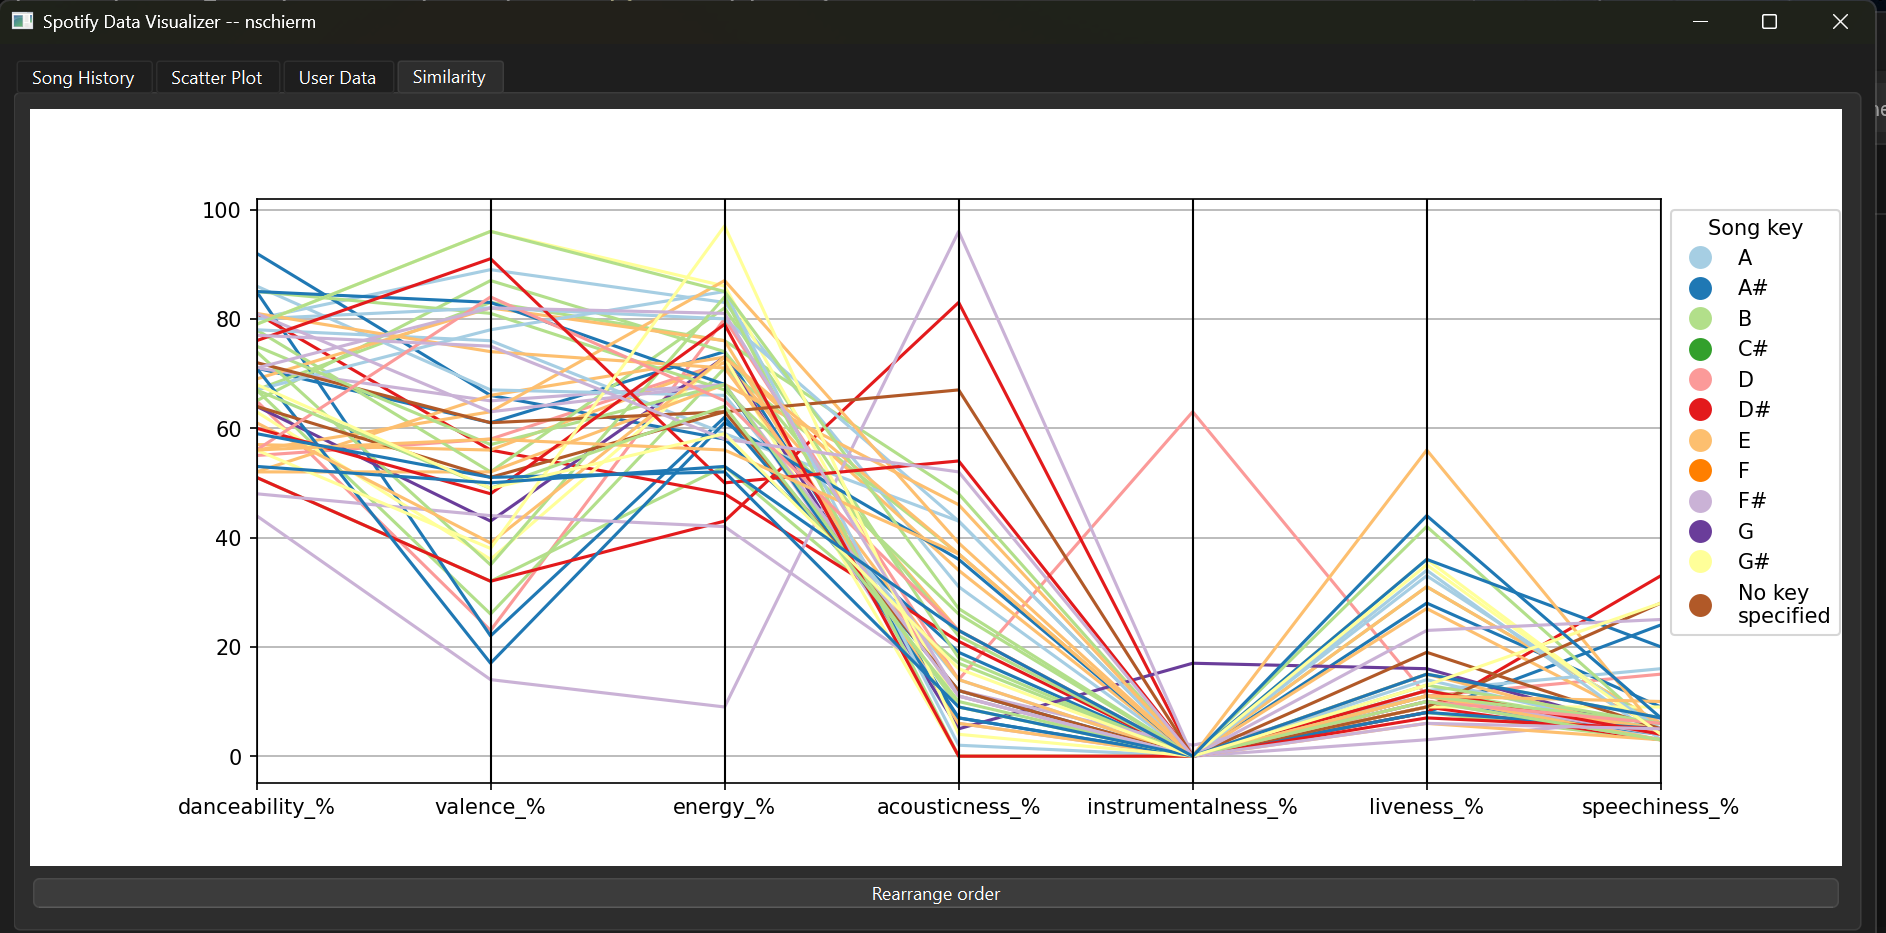 Spotify Data Visualizer -- nschierm
Song History
Scatter Plot
User Data
Similarity
100
80
60
40
20
0
danceability_%
valence_%
energy_%
acousticness_%
instrumentalness_%
liveness_%
speechiness_%
Song key
A
A#
B
C#
D
D#
E
F
F#
G
G#
No key
specified
Rearrange order